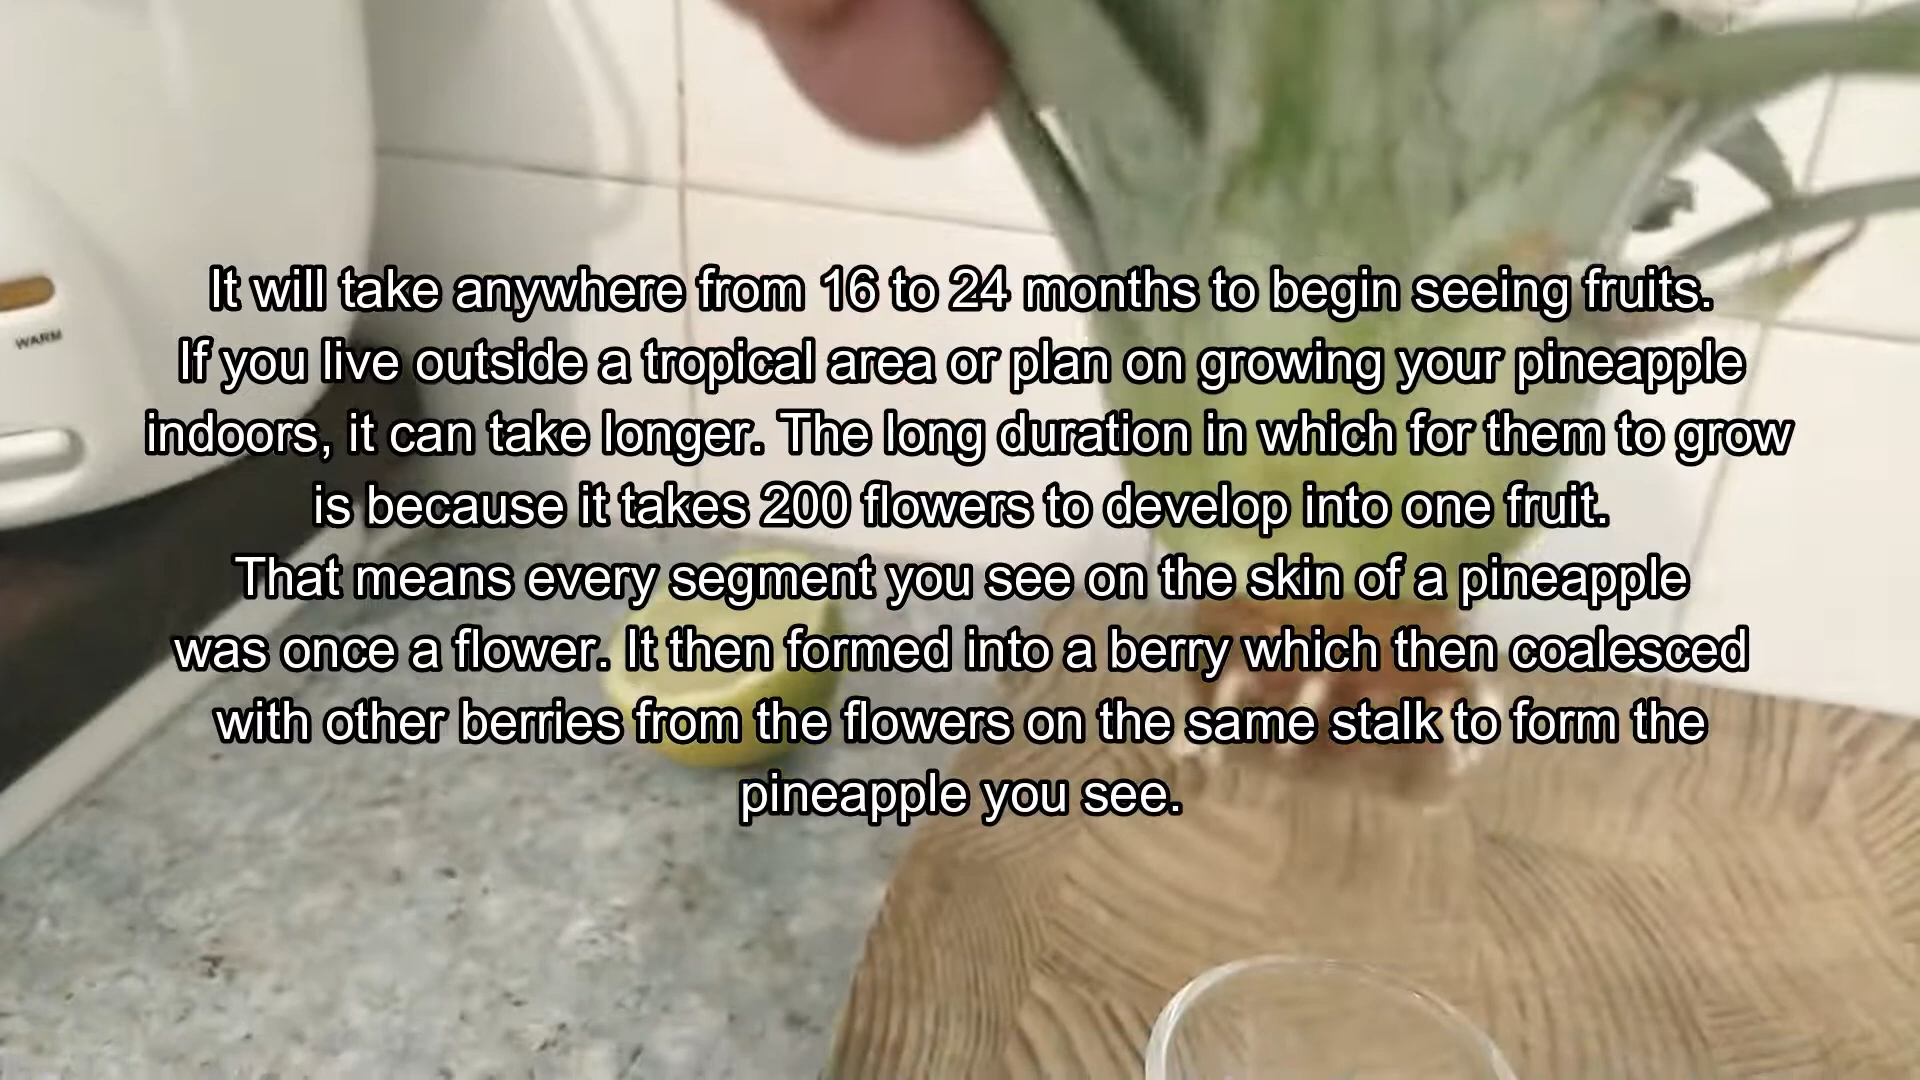 It will take anywhere from 16 to 24 months to begin seeing fruits.
If you live outside a tropical area or plan on growing your pineapple
indoors, it can take longer. The long duration in which for them to grow
is because it takes 200 flowers to develop into one fruit.
That means every segment you see on the skin of a pineapple
was once a flower. It then formed into a berry which then coalesced
with other berries from the flowers on the same stalk to form the
pineapple you see.
WARM